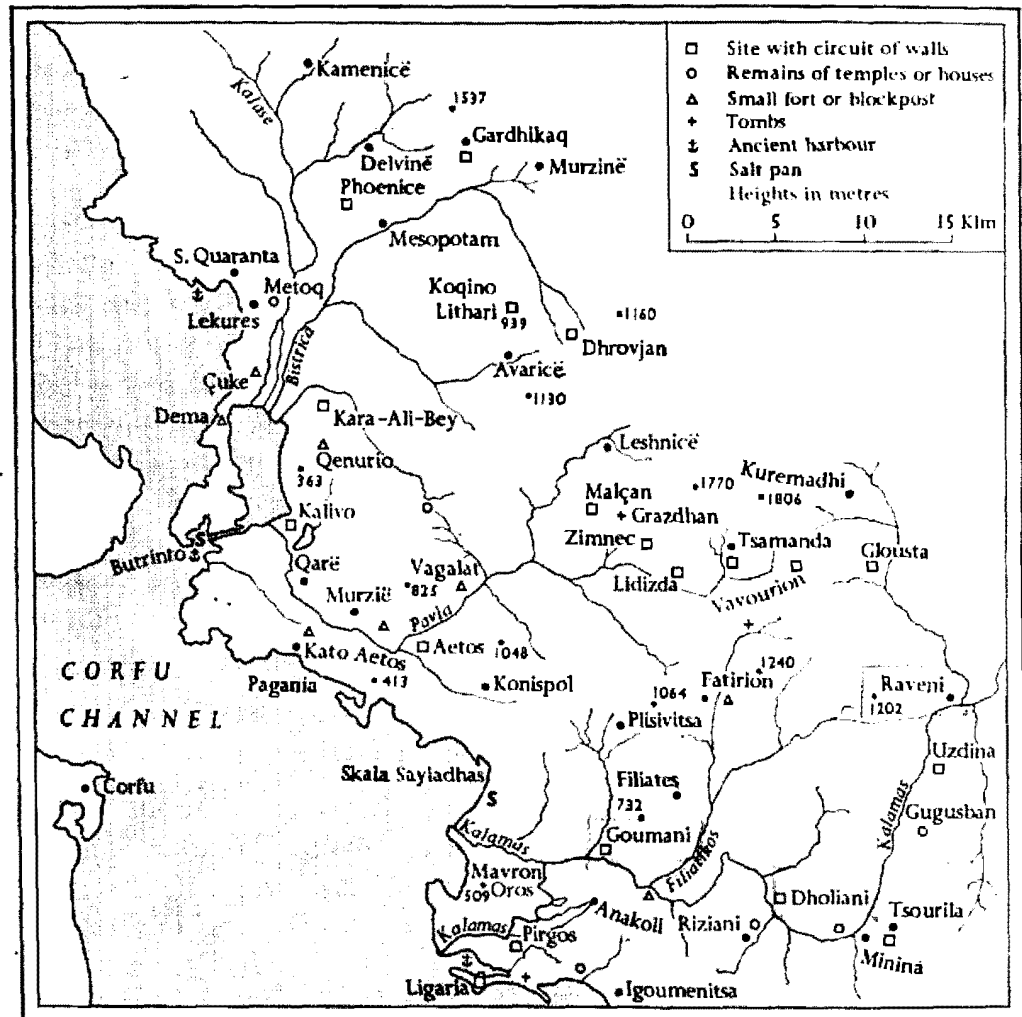 Site with circuit of walls
Remains of temples or houses
Small fort or blockpost
Tombs
Ancient harbour
S Salt pan
Heights in metres
0 5 10 15 Klm
Kamenicë
Kalase
1537
Gardhikaq
Delvinë
Murzinë
Phoenice
Mesopotam
S. Quaranta
Metoq
Lekures
Koqino
Lithari
939
1160
Dhrovjan
Bistrica
Avaricë
1130
Çuke
Dema
Kara-Ali-Bey
Qenurio
363
Leshnicë
Kuremadhi
1770
1806
Malçan
Grazdhan
Kalivo
S
Zimnec
Tsamanda
Glousta
Butrinto
Qarë
Vagalat
825
Lidizda
Vavourion
Murzië
Pavla
Aetos
1048
Kato Aetos
Pagania
413
Konispol
1240
Fatirion
1064
Raveni
1202
Plisivitsa
CORFU
CHANNEL
Uzdina
Skala Sayladhas
S
Filiates
732
Corfu
Kalamas
Gugusban
Kalamas
Goumani
Filiatikos
Mavron
Oros
509
Dholiani
Anakoli
Riziani
Tsourila
Kalamas
Pirgos
Minina
Ligaria
Igoumenitsa